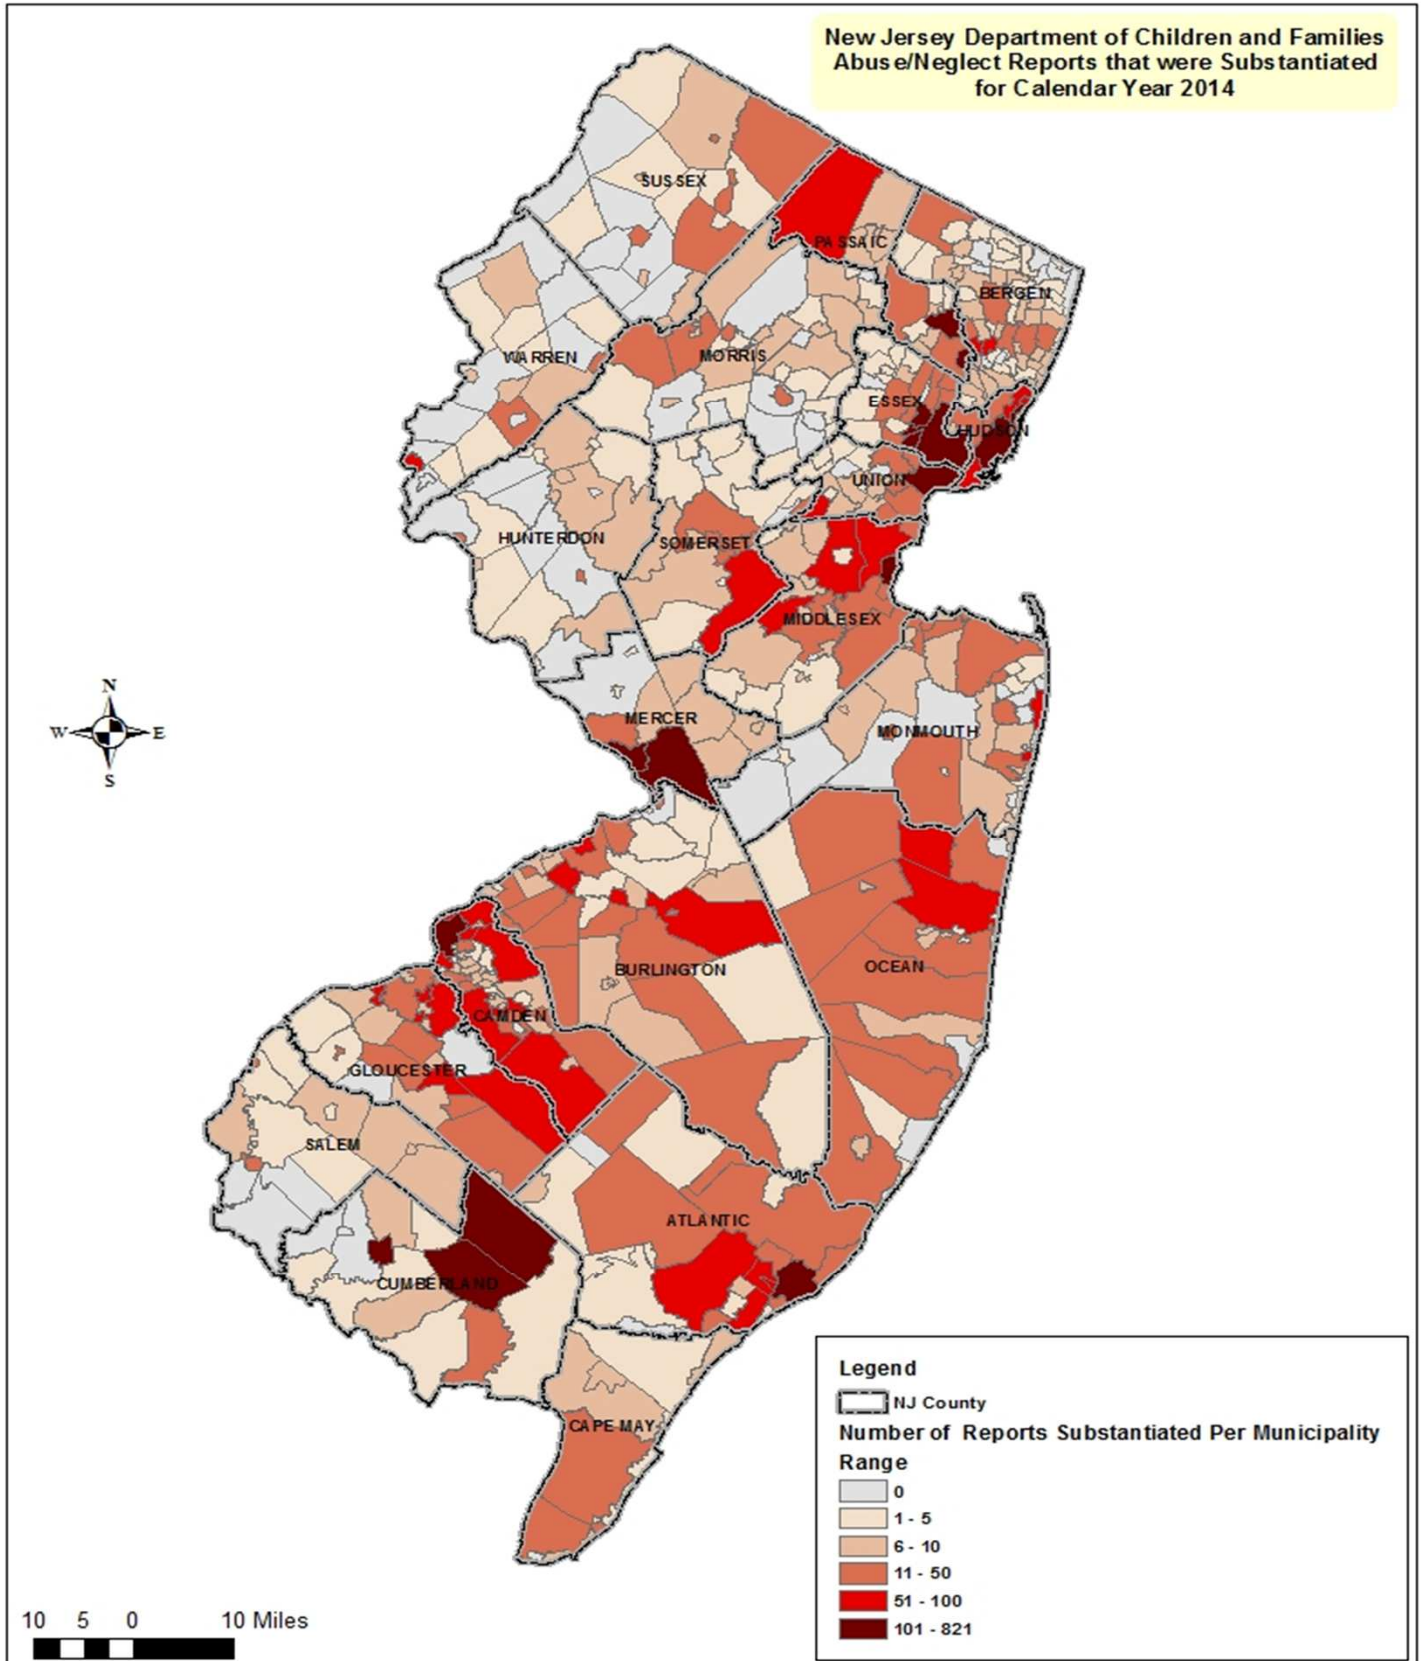 New Jersey Department of Children and Families
Abuse/Neglect Reports that were Substantiated
for Calendar Year 2014
SUSSEX
PASSAIC
BERGEN
WARREN
MORRIS
ESSEX
HUDSON
UNION
HUNTERDON
SOMERSET
MIDDLESEX
MERCER
MONMOUTH
N
W
E
S
BURLINGTON
OCEAN
CAMDEN
GLOUCESTER
SALEM
ATLANTIC
CUMBERLAND
CAPE MAY
Legend
NJ County
Number of Reports Substantiated Per Municipality
Range
0
1 - 5
6 - 10
11 - 50
51 - 100
101 - 821
10 5 0 10 Miles